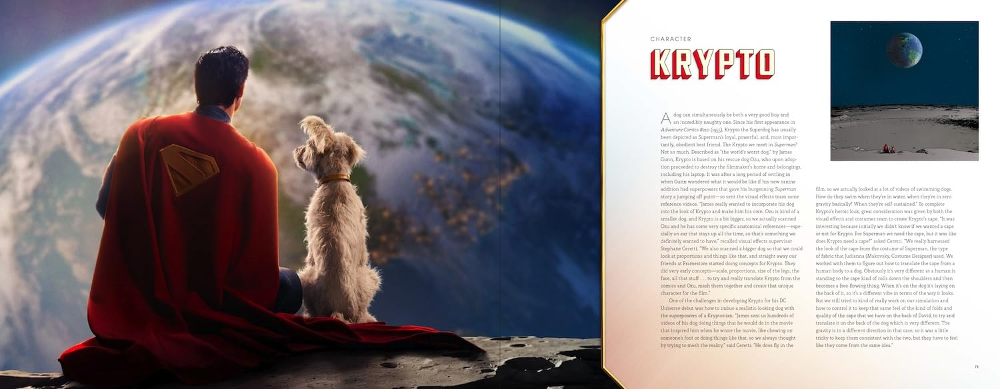 CHARACTER
KRYPTO
A dog can simultaneously be both a very good boy and
an incredibly naughty one. Since his first appearance in
Adventure Comics #210 (1955), Krypto the Superdog has usually
been depicted as Superman's loyal, powerful, and, most impor-
tantly, obedient best friend. The Krypto we meet in Superman?
Not so much. Described as "the world's worst dog," by James
Gunn, Krypto is based on his rescue dog Ozu, who upon adop-
tion proceeded to destroy the filmmaker's home and belongings,
including his laptop. It was after a long period of settling in
when Gunn wondered what it would be like if his new canine
addition had superpowers that gave his burgeoning Superman
story a jumping off point—so sent the visual effects team some
reference videos. "James really wanted to incorporate his dog
into the look of Krypto and make him his own. Ozu is kind of a
smaller dog, and Krypto is a bit bigger, so we actually scanned
Ozu and he has some very specific anatomical references—espe-
cially an ear that stays up all the time, so that's something we
definitely wanted to have," recalled visual effects supervisor
Stephane Ceretti. "We also scanned a bigger dog so that we could
look at proportions and things like that, and straight away our
friends at Framestore started doing concepts for Krypto. They
did very early concepts—scale, proportions, size of the legs, the
face, all that stuff . . . to try and really translate Krypto from the
comics and Ozu, mash them together and create that unique
character for the film."
One of the challenges in developing Krypto for his DC
Universe debut was how to imbue a realistic-looking dog with
the superpowers of a Kryptonian. "James sent us hundreds of
videos of his dog doing things that he would do in the movie
that inspired him when he wrote the movie, like chewing on
someone's foot or doing things like that, so we always thought
by trying to mesh the reality," said Ceretti. "He does fly in the
film, so we actually looked at a lot of videos of swimming dogs.
How do they swim when they're in water, when they're in zero
gravity basically? When they're self-sustained." To complete
Krypto's heroic look, great consideration was given by both the
visual effects and costumes team to create Krypto's cape. "It was
interesting because initially we didn't know if we wanted a cape
or not for Krypto. For Superman we need the cape, but it was like
does Krypto need a cape?" asked Ceretti. "We really harnessed
the look of the cape from the costume of Superman, the type
of fabric that Judianna (Makovsky, Costume Designer) used. We
worked with them to figure out how to translate the cape from a
human body to a dog. Obviously it's very different as a human is
standing so the cape kind of rolls down the shoulders and then
becomes a free-flowing thing. When it's on the dog it's laying on
the back of it, so it's a different vibe in terms of the way it looks.
But we still tried to kind of really work on our simulation and
how to control it to keep that same feel of the kind of folds and
quality of the cape that we have on the back of David, to try and
translate it on the back of the dog which is very different. The
gravity is in a different direction in that case, so it was a little
tricky to keep them consistent with the two, but they have to feel
like they come from the same idea."
71